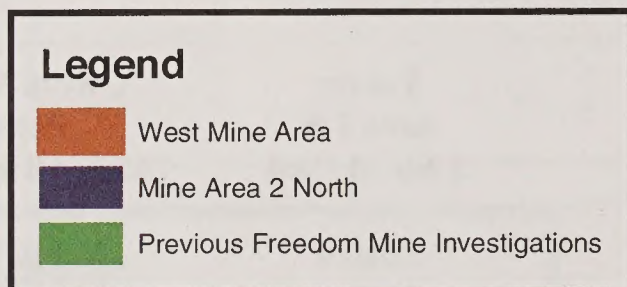 Legend
West Mine Area
Mine Area 2 North
Previous Freedom Mine Investigations